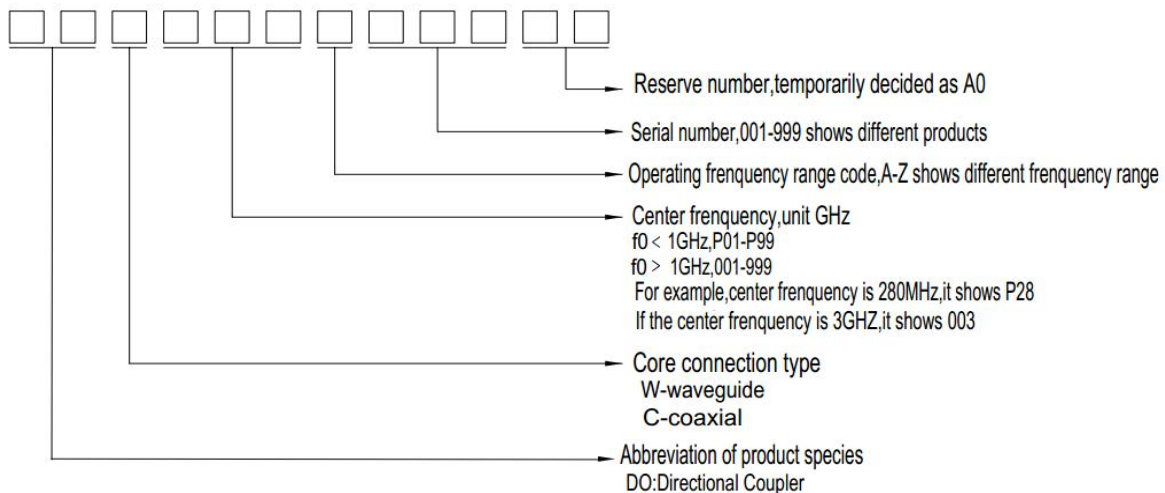 Reserve number,temporarily decided as A0
Serial number,001-999 shows different products
Operating frenquency range code,A-Z shows different frenquency range
Center frenquency,unit GHz
f0 < 1GHz,P01-P99
f0 > 1GHz,001-999
For example,center frenquency is 280MHz,it shows P28
If the center frenquency is 3GHZ,it shows 003
Core connection type
W-waveguide
C-coaxial
Abbreviation of product species
DO:Directional Coupler